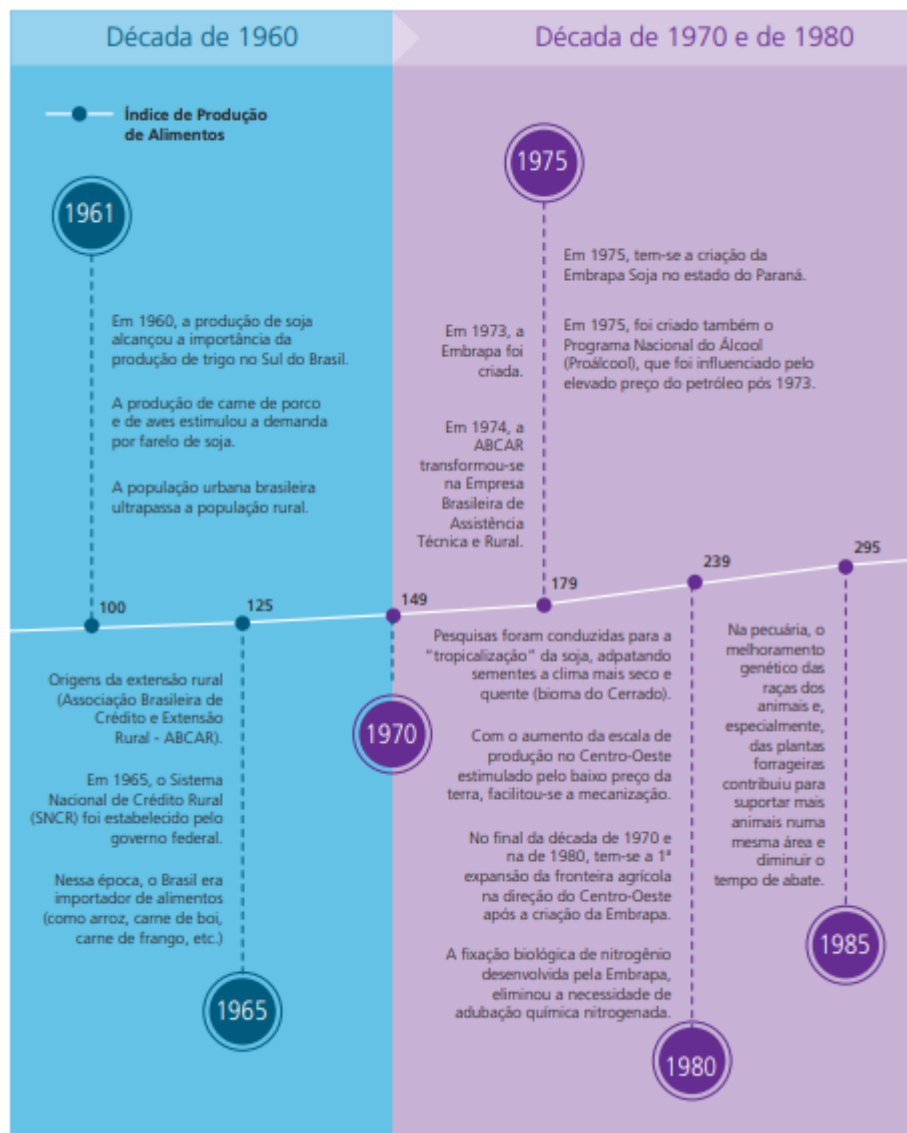 Década de 1960
Índice de Produção
de Alimentos
1961
Em 1960, a produção de soja
alcançou a importância da
produção de trigo no Sul do Brasil.
A produção de carne de porco
e de aves estimulou a demanda
por farelo de soja.
A população urbana brasileira
ultrapassa a população rural.
100
125
Origens da extensão rural
(Associação Brasileira de
Crédito e Extensão
Rural - ABCAR).
Em 1965, o Sistema
Nacional de Crédito Rural
(SNCR) foi estabelecido pelo
governo federal.
Nessa época, o Brasil era
importador de alimentos
(como arroz, carne de boi,
carne de frango, etc.)
1965
Década de 1970 e de 1980
1975
Em 1975, tem-se a criação da
Embrapa Soja no estado do Paraná.
Em 1975, foi criado também o
Programa Nacional do Álcool
(Proálcool), que foi influenciado pelo
elevado preço do petróleo pós 1973.
Em 1973, a
Embrapa foi
criada.
Em 1974, a
ABCAR
transformou-se
na Empresa
Brasileira de
Assistência
Técnica e Rural.
149
179
239
295
1970
Pesquisas foram conduzidas para a
"tropicalização" da soja, adpatando
sementes a clima mais seco e
quente (bioma do Cerrado).
Com o aumento da escala de
produção no Centro-Oeste
estimulado pelo baixo preço da
terra, facilitou-se a mecanização.
No final da década de 1970 e
na de 1980, tem-se a 1ª
expansão da fronteira agrícola
na direção do Centro-Oeste
após a criação da Embrapa.
A fixação biológica de nitrogênio
desenvolvida pela Embrapa,
eliminou a necessidade de
adubação química nitrogenada.
1980
Na pecuária, o
melhoramento
genético das
raças dos
animais e,
especialmente,
das plantas
forrageiras
contribuiu para
suportar mais
animais numa
mesma área e
diminuir o
tempo de abate.
1985